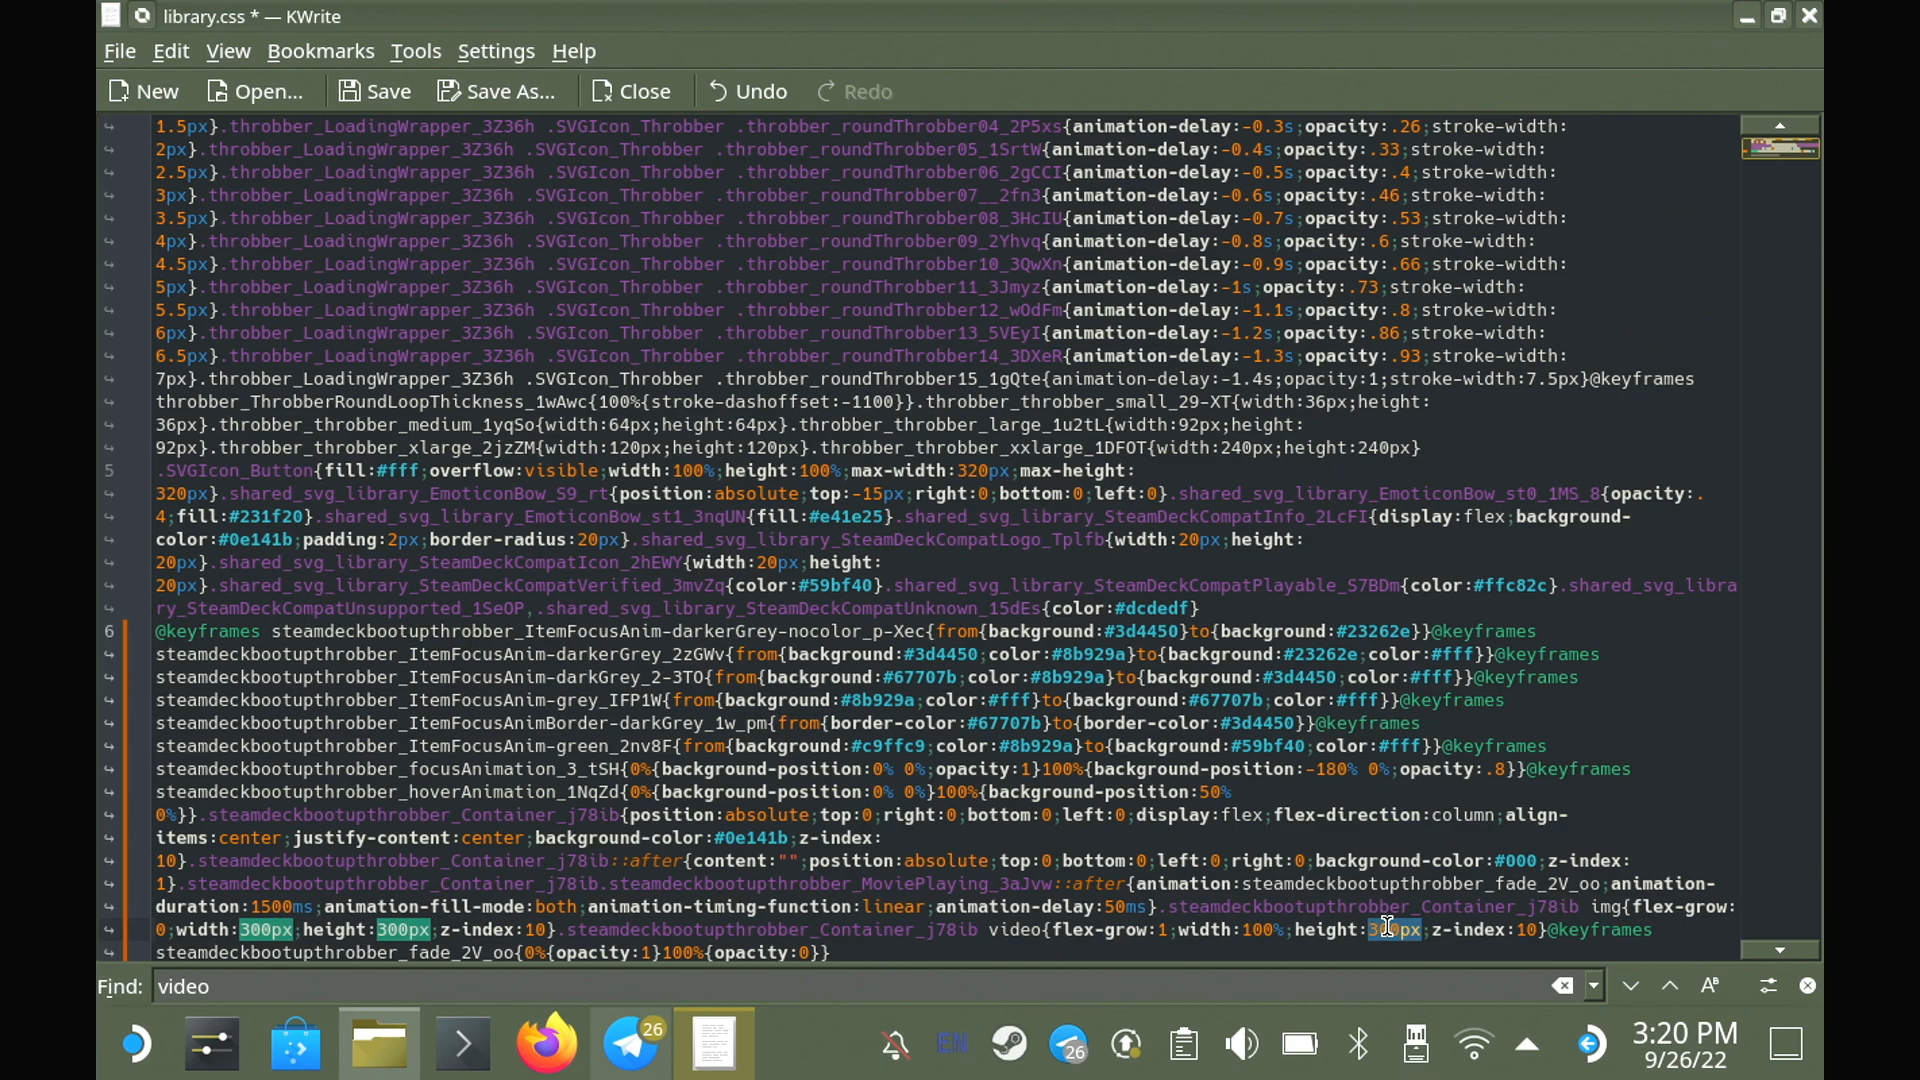 library.css * — KWrite
File Edit View Bookmarks Tools Settings Help
New Open... Save Save As... Close Undo Redo
1.5px}.throbber_LoadingWrapper_3Z36h .SVGIcon_Throbber .throbber_roundThrobber04_2P5xs{animation-delay:-0.3s;opacity:.26;stroke-width:
2px}.throbber_LoadingWrapper_3Z36h .SVGIcon_Throbber .throbber_roundThrobber05_1SrtW{animation-delay:-0.4s;opacity:.33;stroke-width:
2.5px}.throbber_LoadingWrapper_3Z36h .SVGIcon_Throbber .throbber_roundThrobber06_2gCCI{animation-delay:-0.5s;opacity:.4;stroke-width:
3px}.throbber_LoadingWrapper_3Z36h .SVGIcon_Throbber .throbber_roundThrobber07__2fn3{animation-delay:-0.6s;opacity:.46;stroke-width:
3.5px}.throbber_LoadingWrapper_3Z36h .SVGIcon_Throbber .throbber_roundThrobber08_3HcIU{animation-delay:-0.7s;opacity:.53;stroke-width:
4px}.throbber_LoadingWrapper_3Z36h .SVGIcon_Throbber .throbber_roundThrobber09_2Yhvq{animation-delay:-0.8s;opacity:.6;stroke-width:
4.5px}.throbber_LoadingWrapper_3Z36h .SVGIcon_Throbber .throbber_roundThrobber10_3QwXn{animation-delay:-0.9s;opacity:.66;stroke-width:
5px}.throbber_LoadingWrapper_3Z36h .SVGIcon_Throbber .throbber_roundThrobber11_3Jmyz{animation-delay:-1s;opacity:.73;stroke-width:
5.5px}.throbber_LoadingWrapper_3Z36h .SVGIcon_Throbber .throbber_roundThrobber12_wOdFm{animation-delay:-1.1s;opacity:.8;stroke-width:
6px}.throbber_LoadingWrapper_3Z36h .SVGIcon_Throbber .throbber_roundThrobber13_5VEyI{animation-delay:-1.2s;opacity:.86;stroke-width:
6.5px}.throbber_LoadingWrapper_3Z36h .SVGIcon_Throbber .throbber_roundThrobber14_3DXeR{animation-delay:-1.3s;opacity:.93;stroke-width:
7px}.throbber_LoadingWrapper_3Z36h .SVGIcon_Throbber .throbber_roundThrobber15_1gQte{animation-delay:-1.4s;opacity:1;stroke-width:7.5px}@keyframes
throbber_ThrobberRoundLoopThickness_1wAwc{100%{stroke-dashoffset:-1100}}.throbber_throbber_small_29-XT{width:36px;height:
36px}.throbber_throbber_medium_1yqSo{width:64px;height:64px}.throbber_throbber_large_1u2tL{width:92px;height:
92px}.throbber_throbber_xlarge_2jzZM{width:120px;height:120px}.throbber_throbber_xxlarge_1DFOT{width:240px;height:240px}
5 .SVGIcon_Button{fill:#fff;overflow:visible;width:100%;height:100%;max-width:320px;max-height:
320px}.shared_svg_library_EmoticonBow_S9_rt{position:absolute;top:-15px;right:0;bottom:0;left:0}.shared_svg_library_EmoticonBow_st0_1MS_8{opacity:.
4;fill:#231f20}.shared_svg_library_EmoticonBow_st1_3nqUN{fill:#e41e25}.shared_svg_library_SteamDeckCompatInfo_2LcFI{display:flex;background-
color:#0e141b;padding:2px;border-radius:20px}.shared_svg_library_SteamDeckCompatLogo_Tplfb{width:20px;height:
20px}.shared_svg_library_SteamDeckCompatIcon_2hEWY{width:20px;height:
20px}.shared_svg_library_SteamDeckCompatVerified_3mvZq{color:#59bf40}.shared_svg_library_SteamDeckCompatPlayable_S7BDm{color:#ffc82c}.shared_svg_libra
ry_SteamDeckCompatUnsupported_1SeOP,.shared_svg_library_SteamDeckCompatUnknown_15dEs{color:#dcdedf}
6 @keyframes steamdeckbootupthrobber_ItemFocusAnim-darkerGrey-nocolor_p-Xec{from{background:#3d4450}to{background:#23262e}}@keyframes
steamdeckbootupthrobber_ItemFocusAnim-darkerGrey_2zGWv{from{background:#3d4450;color:#8b929a}to{background:#23262e;color:#fff}}@keyframes
steamdeckbootupthrobber_ItemFocusAnim-darkGrey_2-3TO{from{background:#67707b;color:#8b929a}to{background:#3d4450;color:#fff}}@keyframes
steamdeckbootupthrobber_ItemFocusAnim-grey_IFP1W{from{background:#8b929a;color:#fff}to{background:#67707b;color:#fff}}@keyframes
steamdeckbootupthrobber_ItemFocusAnimBorder-darkGrey_1w_pm{from{border-color:#67707b}to{border-color:#3d4450}}@keyframes
steamdeckbootupthrobber_ItemFocusAnim-green_2nv8F{from{background:#c9ffc9;color:#8b929a}to{background:#59bf40;color:#fff}}@keyframes
steamdeckbootupthrobber_focusAnimation_3_tSH{0%{background-position:0% 0%;opacity:1}100%{background-position:-180% 0%;opacity:.8}}@keyframes
steamdeckbootupthrobber_hoverAnimation_1NqZd{0%{background-position:0% 0%}100%{background-position:50%
0%}}.steamdeckbootupthrobber_Container_j78ib{position:absolute;top:0;right:0;bottom:0;left:0;display:flex;flex-direction:column;align-
items:center;justify-content:center;background-color:#0e141b;z-index:
10}.steamdeckbootupthrobber_Container_j78ib::after{content:"";position:absolute;top:0;bottom:0;left:0;right:0;background-color:#000;z-index:
1}.steamdeckbootupthrobber_Container_j78ib.steamdeckbootupthrobber_MoviePlaying_3aJvw::after{animation:steamdeckbootupthrobber_fade_2V_oo;animation-
duration:1500ms;animation-fill-mode:both;animation-timing-function:linear;animation-delay:50ms}.steamdeckbootupthrobber_Container_j78ib img{flex-grow:
0;width:300px;height:300px;z-index:10}.steamdeckbootupthrobber_Container_j78ib video{flex-grow:1;width:100%;height:300px;z-index:10}@keyframes
steamdeckbootupthrobber_fade_2V_oo{0%{opacity:1}100%{opacity:0}}
Find: video
26
EN
26
3:20 PM
9/26/22